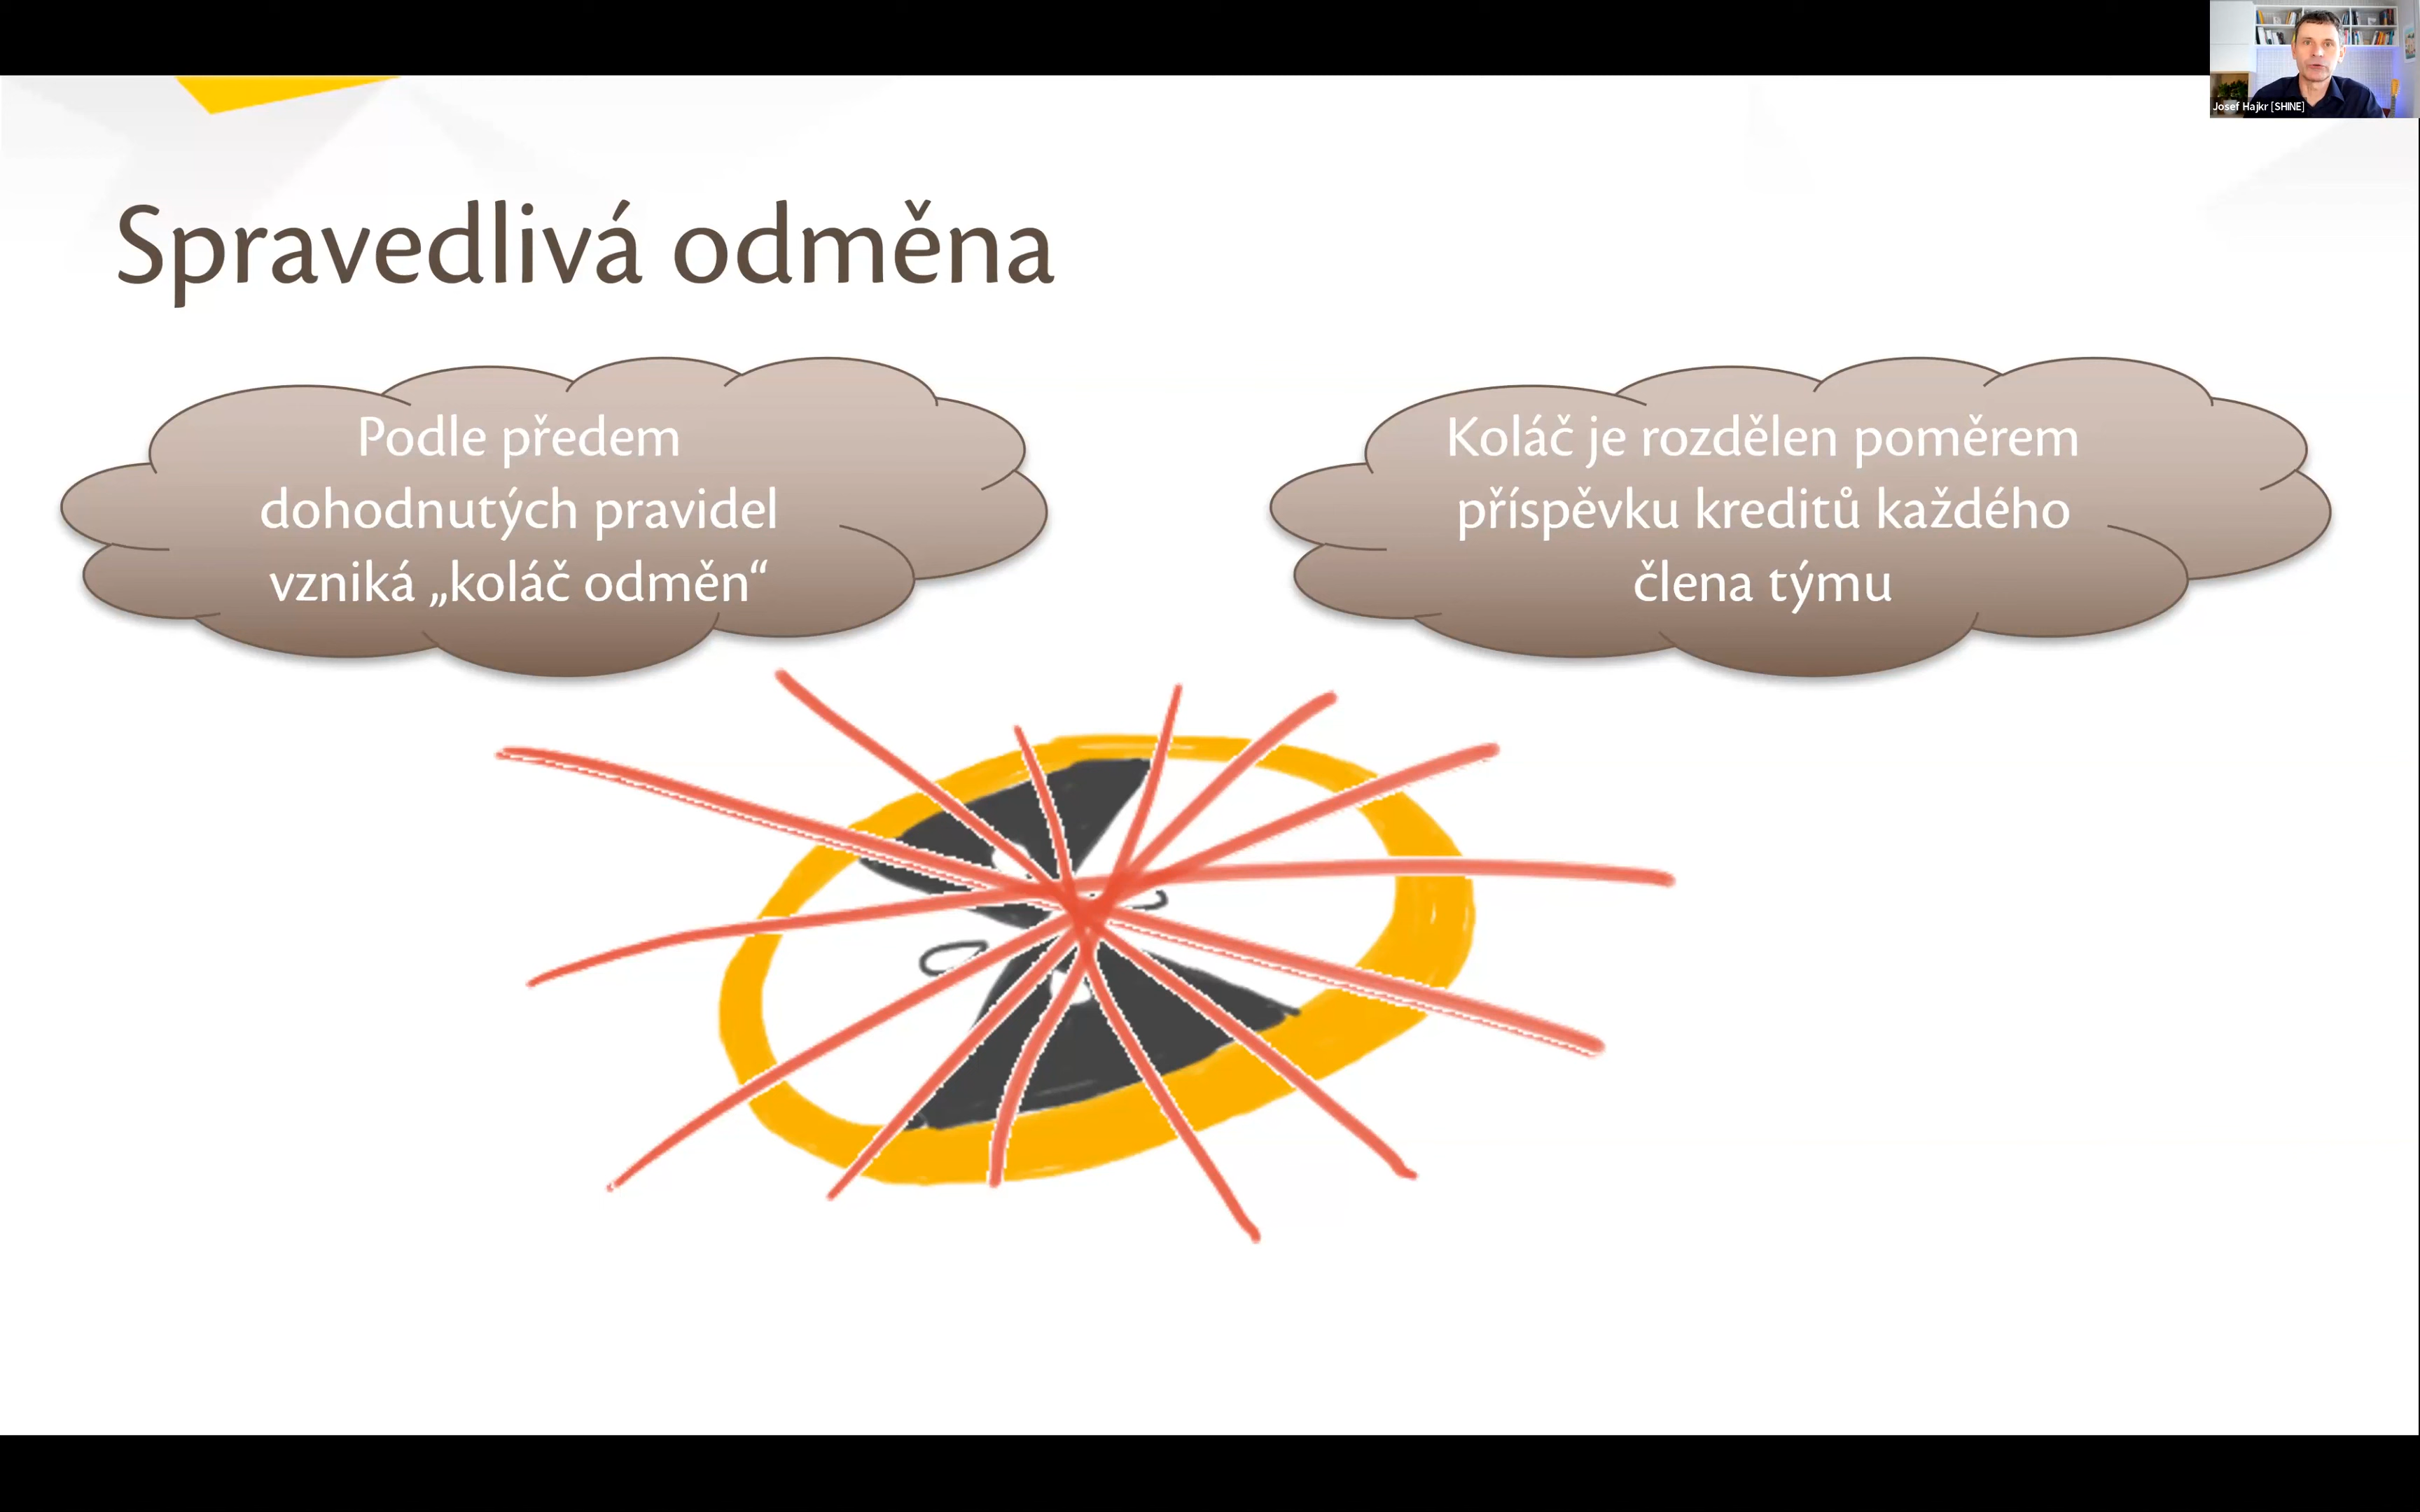 Josef Hajkr [SHINE]
Spravedlivá odměna
Podle předem
dohodnutých pravidel
vzniká „koláč odměn“
Koláč je rozdělen poměrem
příspěvku kreditů každého
člena týmu